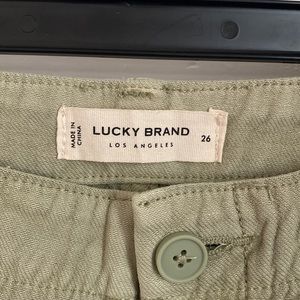 MADE IN
CHINA
LUCKY BRAND
LOS ANGELES
26